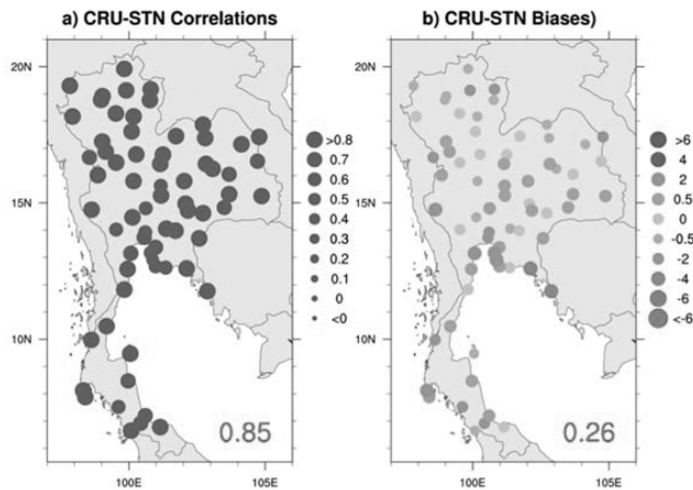 a) CRU-STN Correlations
b) CRU-STN Biases)
20N
15N
10N
100E
105E
0.85
>0.8
0.7
0.6
0.5
0.4
0.3
0.2
0.1
0
<0
20N
15N
10N
100E
105E
0.26
>6
4
2
0.5
0
-0.5
-2
-4
-6
<-6